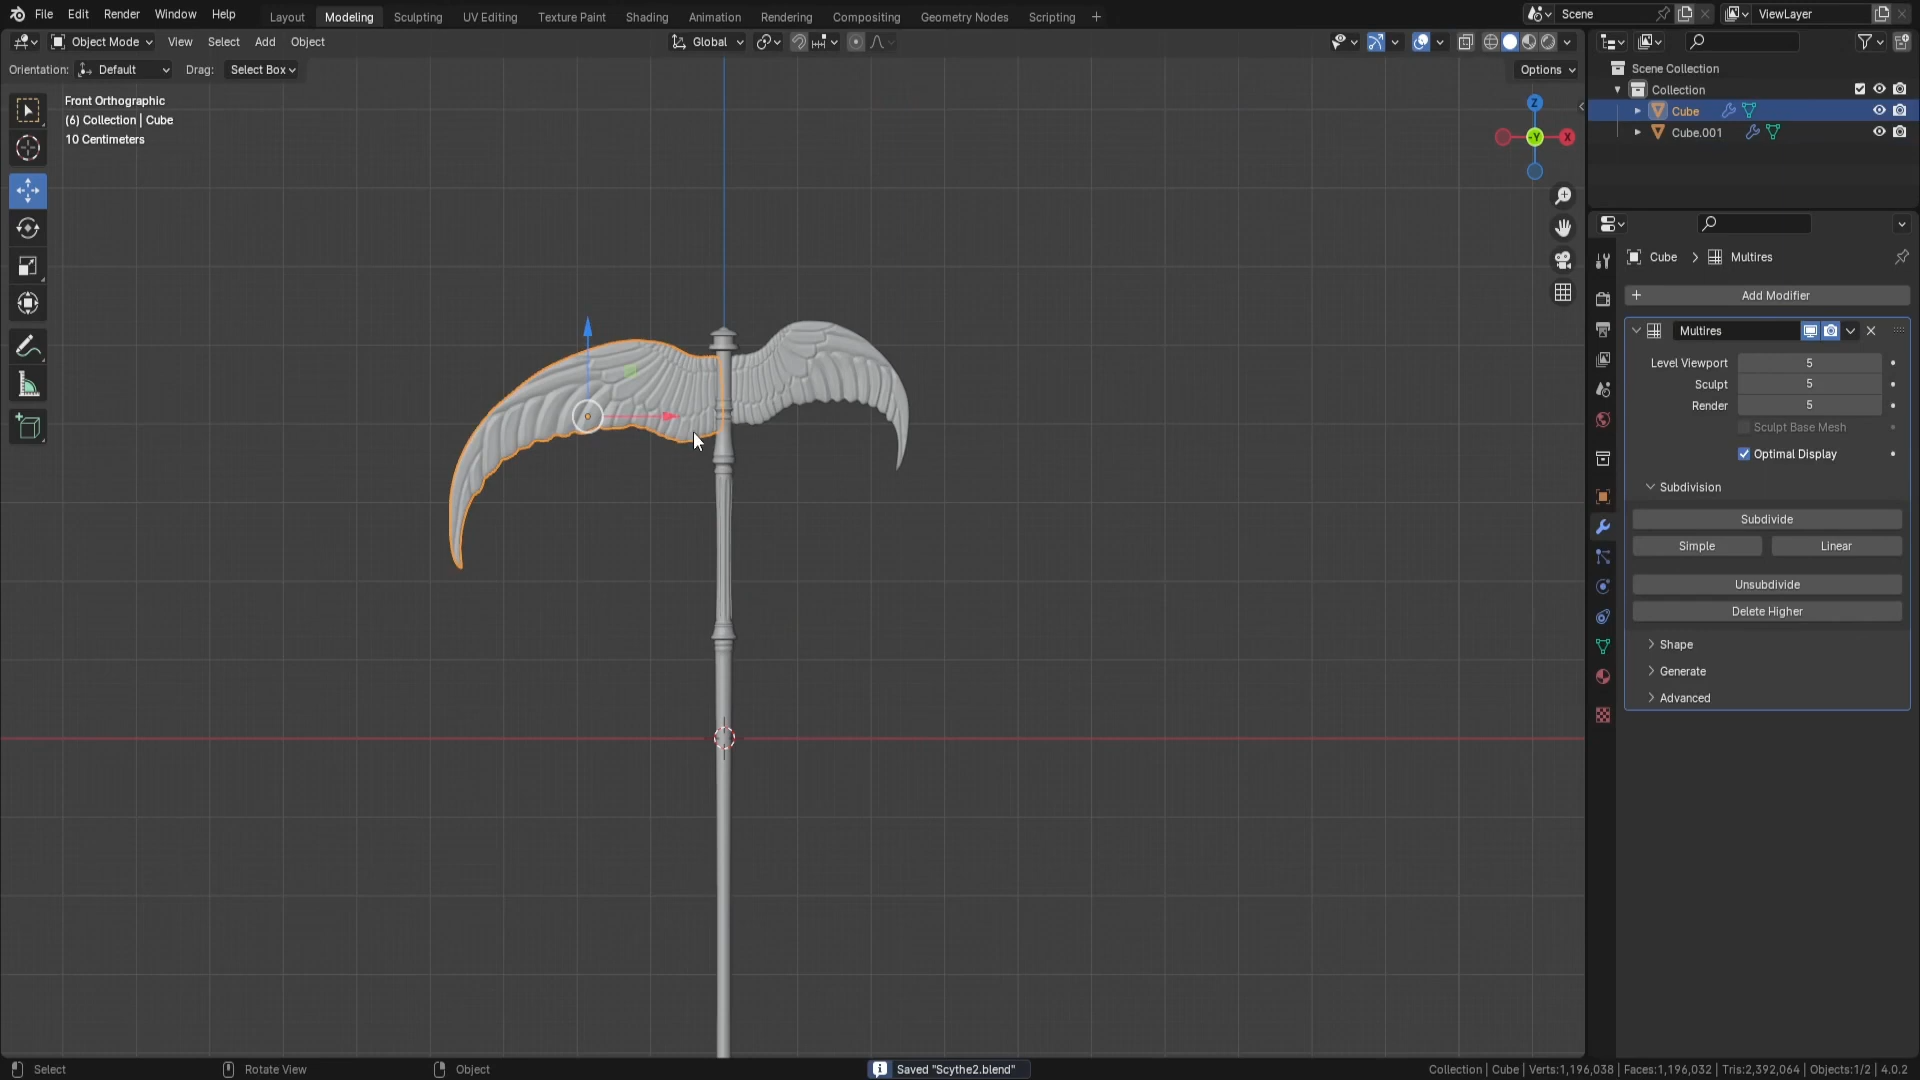 File Edit Render Window Help Layout Modeling Sculpting UV Editing Texture Paint Shading Animation Rendering Compositing Geometry Nodes Scripting + Scene ViewLayer
Object Mode View Select Add Object Global
Orientation: Default Drag: Select Box Options
Front Orthographic
(6) Collection | Cube
10 Centimeters
Z
-Y
X
Scene Collection
Collection
Cube
Cube.001
Cube > Multires
+ Add Modifier
Multires
Level Viewport 5
Sculpt 5
Render 5
Sculpt Base Mesh
Optimal Display
Subdivision
Subdivide
Simple Linear
Unsubdivide
Delete Higher
Shape
Generate
Advanced
Select Rotate View Object Saved "Scythe2.blend" Collection | Cube | Verts:1,196,038 | Faces:1,196,032 | Tris:2,392,064 | Objects:1/2 | 4.0.2